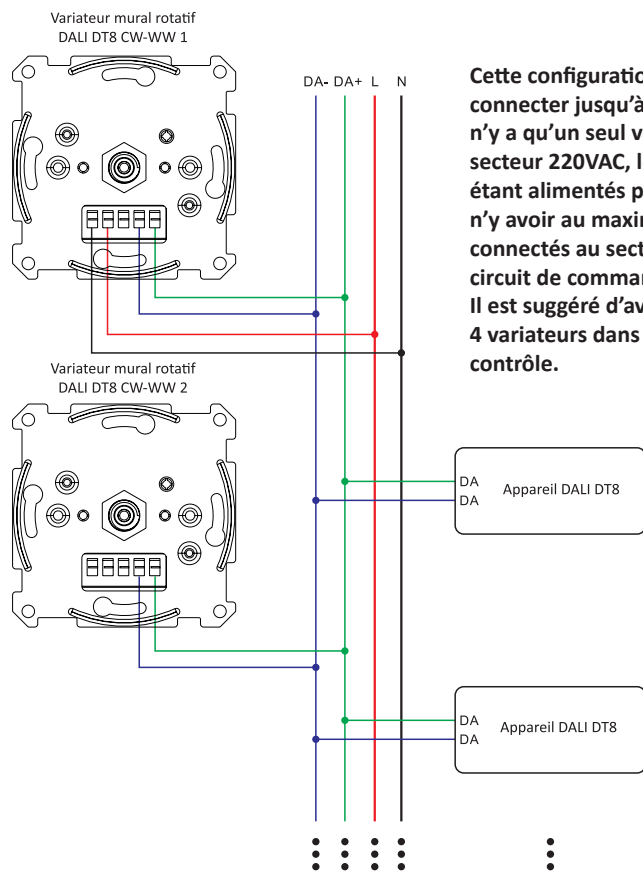 Variateur mural rotatif
DALI DT8 CW-WW 1
DA- DA+ L N
Cette configuratio
connecter jusqu'à
n'y a qu'un seul v
secteur 220VAC, l
étant alimentés p
n'y avoir au maxim
connectés au sect
circuit de comman
Il est suggéré d'av
4 variateurs dans
contrôle.
Variateur mural rotatif
DALI DT8 CW-WW 2
DA
DA
Appareil DALI DT8
DA
DA
Appareil DALI DT8